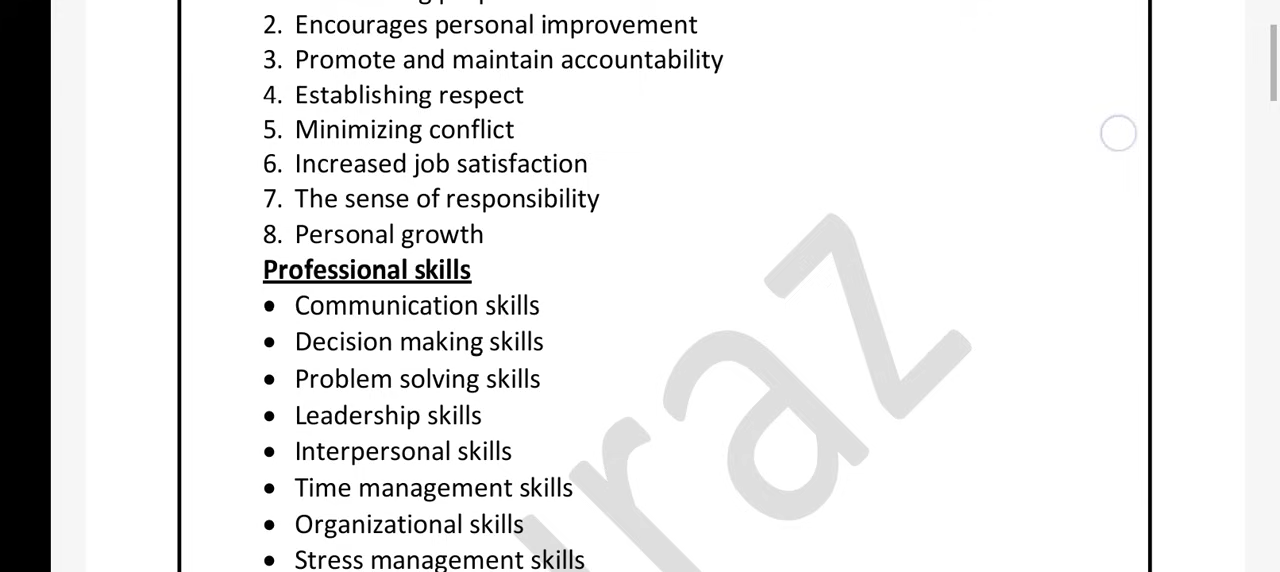 2. Encourages personal improvement
3. Promote and maintain accountability
4. Establishing respect
5. Minimizing conflict
6. Increased job satisfaction
7. The sense of responsibility
8. Personal growth
Professional skills
• Communication skills
• Decision making skills
• Problem solving skills
• Leadership skills
• Interpersonal skills
• Time management skills
• Organizational skills
• Stress management skills